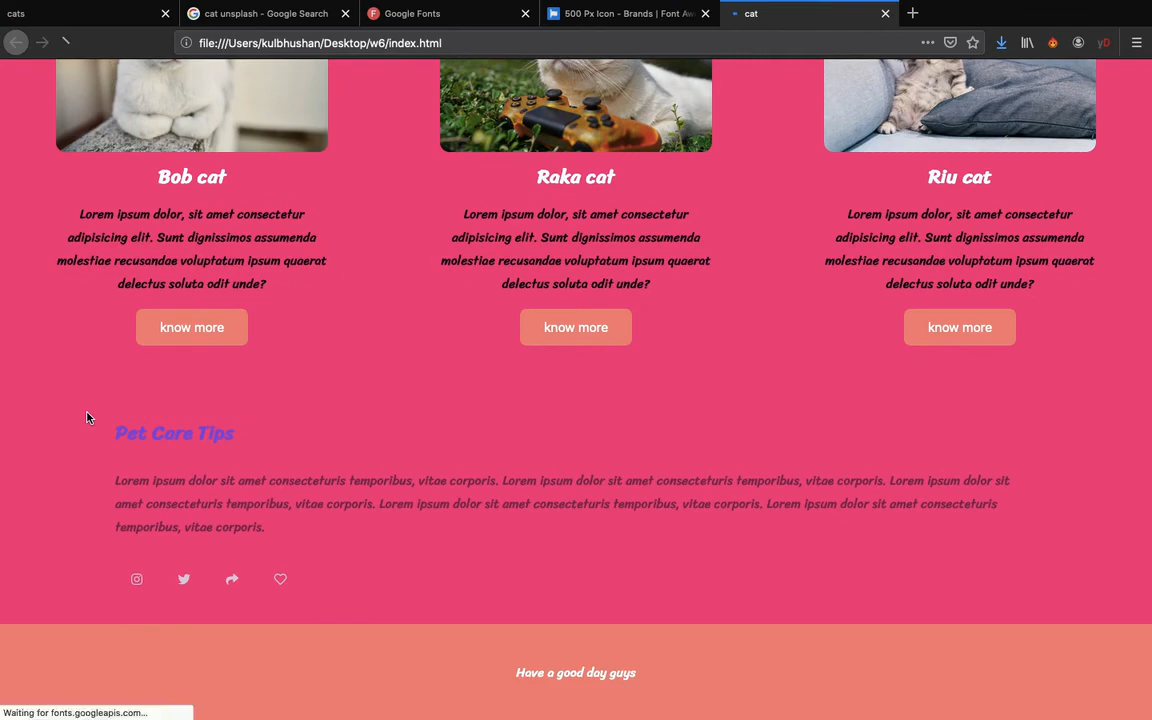 cats
cat unsplash - Google Search
Google Fonts
500 Px Icon - Brands | Font Aw
cat
file:///Users/kulbhushan/Desktop/w6/index.html
Bob cat
Raka cat
Riu cat
Lorem ipsum dolor, sit amet consectetur
adipisicing elit. Sunt dignissimos assumenda
molestiae recusandae voluptatum ipsum quaerat
delectus soluta odit unde?
Lorem ipsum dolor, sit amet consectetur
adipisicing elit. Sunt dignissimos assumenda
molestiae recusandae voluptatum ipsum quaerat
delectus soluta odit unde?
Lorem ipsum dolor, sit amet consectetur
adipisicing elit. Sunt dignissimos assumenda
molestiae recusandae voluptatum ipsum quaerat
delectus soluta odit unde?
know more
know more
know more
Pet Care Tips
Lorem ipsum dolor sit amet consecteturis temporibus, vitae corporis. Lorem ipsum dolor sit amet consecteturis temporibus, vitae corporis. Lorem ipsum dolor sit
amet consecteturis temporibus, vitae corporis. Lorem ipsum dolor sit amet consecteturis temporibus, vitae corporis. Lorem ipsum dolor sit amet consecteturis
temporibus, vitae corporis.
Have a good day guys
Waiting for fonts.googleapis.com...